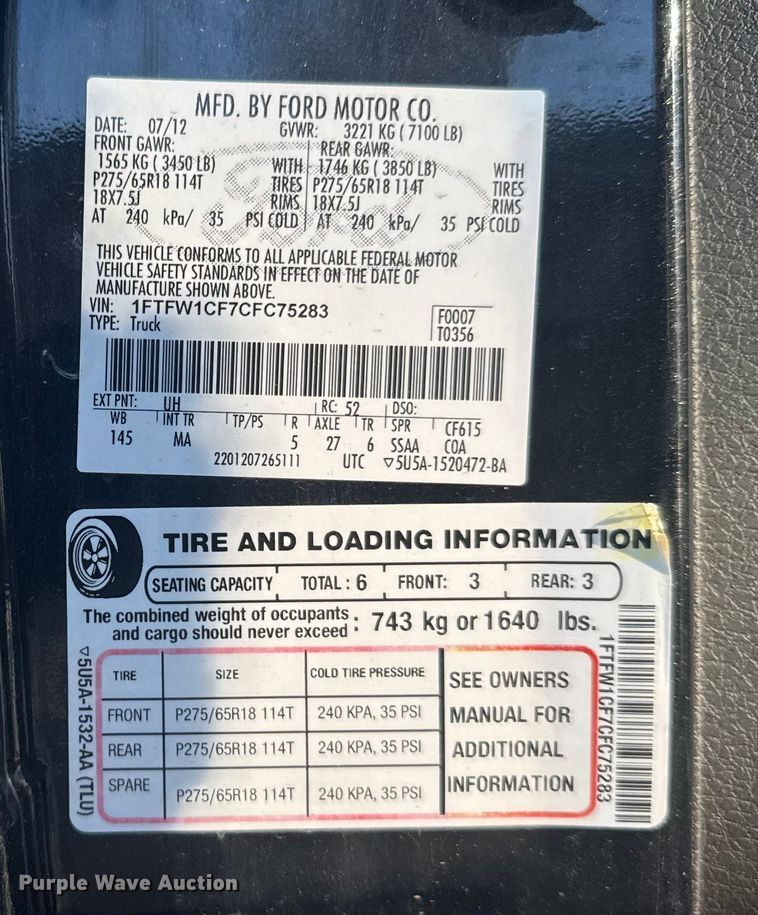 MFD. BY FORD MOTOR CO.
DATE: 07/12 GVWR: 3221 KG ( 7100 LB)
FRONT GAWR: REAR GAWR:
1565 KG ( 3450 LB) WITH 1746 KG ( 3850 LB) WITH
P275/65R18 114T TIRES P275/65R18 114T TIRES
18X7.5J RIMS 18X7.5J RIMS
AT 240 kPa/ 35 PSI COLD AT 240 kPa/ 35 PSI COLD
THIS VEHICLE CONFORMS TO ALL APPLICABLE FEDERAL MOTOR
VEHICLE SAFETY STANDARDS IN EFFECT ON THE DATE OF
MANUFACTURE SHOWN ABOVE.
VIN: 1FTFW1CF7CFC75283
TYPE: Truck
F0007
T0356
EXT PNT: UH RC: 52 DSO:
WB INT TR TP/PS R AXLE TR SPR CF615
145 MA 5 27 6 SSAA COA
2201207265111 UTC ▽5U5A-1520472-BA
TIRE AND LOADING INFORMATION
SEATING CAPACITY TOTAL : 6 FRONT: 3 REAR: 3
The combined weight of occupants
and cargo should never exceed : 743 kg or 1640 lbs.
TIRE SIZE COLD TIRE PRESSURE
FRONT P275/65R18 114T 240 KPA, 35 PSI
REAR P275/65R18 114T 240 KPA, 35 PSI
SPARE P275/65R18 114T 240 KPA, 35 PSI
SEE OWNERS
MANUAL FOR
ADDITIONAL
INFORMATION
▽5U5A-1532-AA (TLU)
1FTFW1CF7CFC75283
Purple Wave Auction